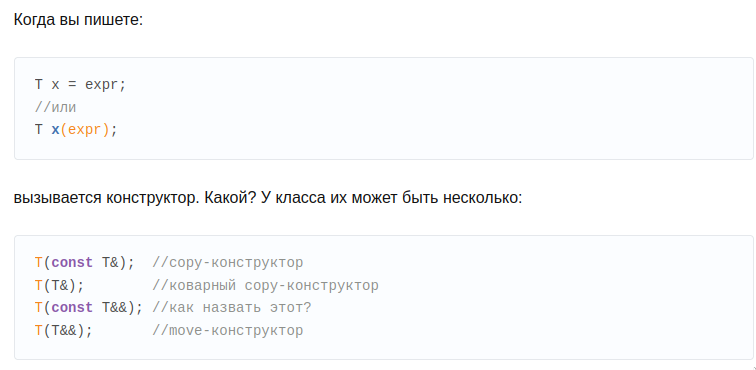 Когда вы пишете:
T x = expr;
//или
T x(expr);
вызывается конструктор. Какой? У класса их может быть несколько:
T(const T&);  //copy-конструктор
T(T&);        //коварный copy-конструктор
T(const T&&); //как назвать этот?
T(T&&);       //move-конструктор